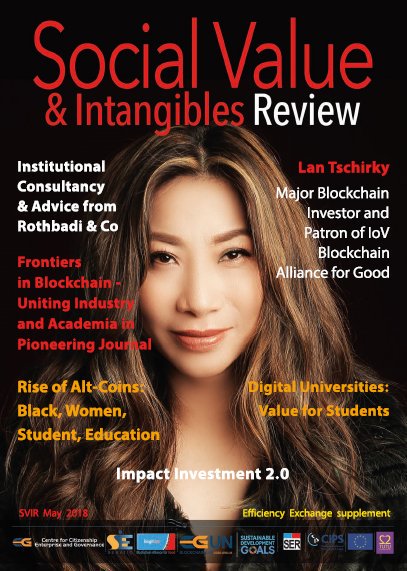 Social Value
& Intangibles Review
Institutional
Consultancy
& Advice from
Rothbadi & Co
Lan Tschirky
Major Blockchain
Investor and
Patron of IoV
Blockchain
Alliance for Good
Frontiers
in Blockchain -
Uniting Industry
and Academia in
Pioneering Journal
Rise of Alt-Coins:
Black, Women,
Student, Education
Digital Universities:
Value for Students
Impact Investment 2.0
SVIR May 2018
Efficiency Exchange supplement
Centre for Citizenship
Enterprise and Governance
UN
SUSTAINABLE
DEVELOPMENT
GOALS
SER
CIPS